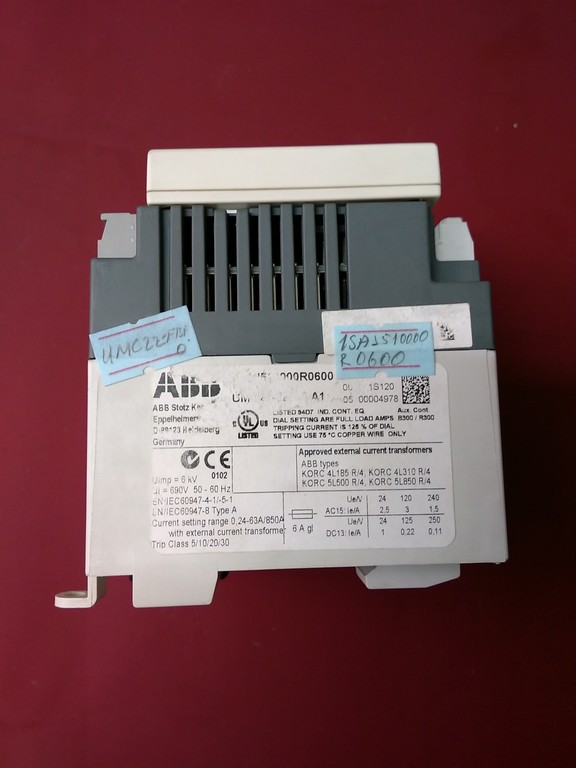 1SAJ510000
R0600
ABB
000R0600
1S120
A1
00004978
ABB Stotz
Eppelheimer
Heidelberg
Germany
UL
LISTED
LISTED 94D7 IND. CONT. EQ.
DIAL SETTING ARE FULL LOAD AMPS
TRIPPING CURRENT IS 125 % OF DIAL
SETTING USE 75 °C COPPER WIRE ONLY
Aux. Cont.
B300 / R300
CE
0102
Uimp = 6 kV
Ui = 690V 50 - 60 Hz
EN/IEC60947-4-1/-5-1
EN/IEC60947-8 Type A
Current setting range 0,24-63A/850A
with external current transformer
Trip Class 5/10/20/30
6 A gl
Approved external current transformers
ABB types
KORC 4L185 R/4, KORC 4L310 R/4
KORC 5L500 R/4, KORC 5L850 R/4
Ue/V 24 120 240
AC15: Ie/A 2.5 3 1.5
Ue/V 24 125 250
DC13: Ie/A 1 0,22 0,11